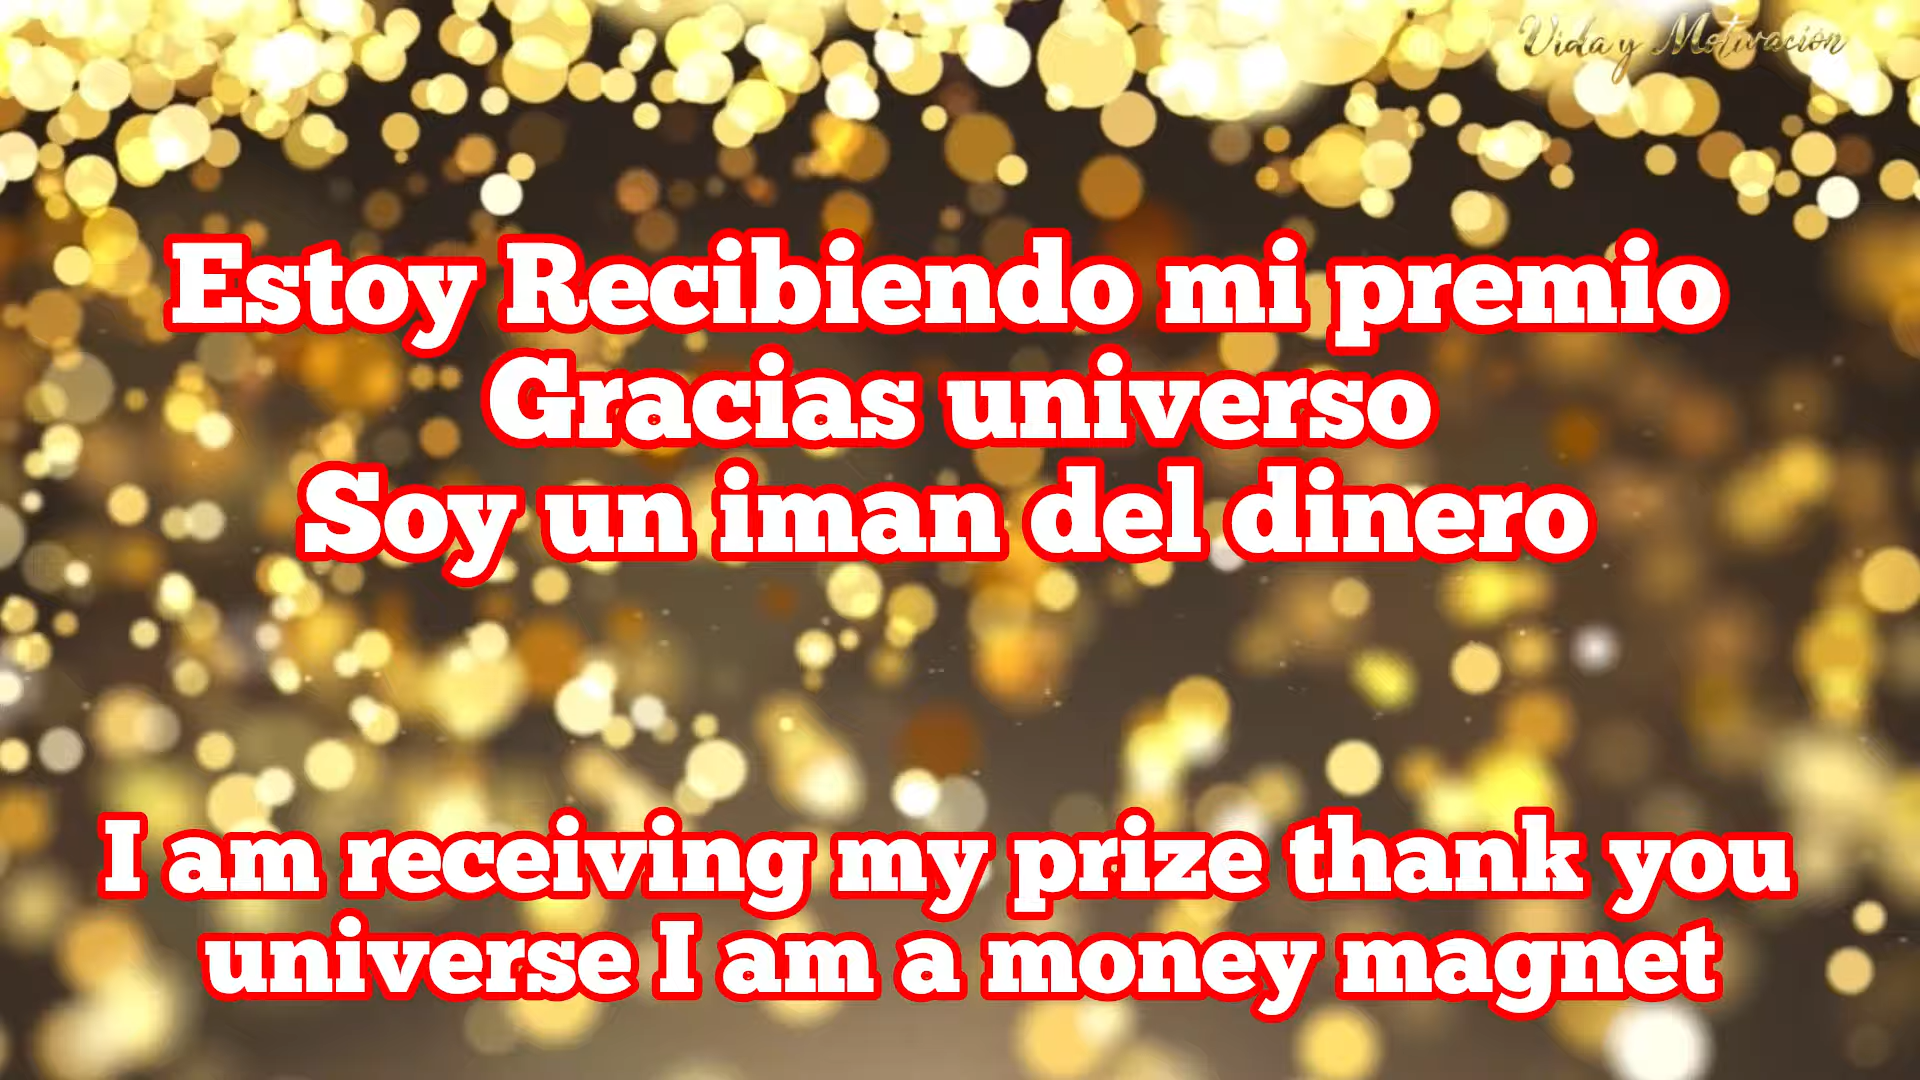 Vida y Motivación
Estoy Recibiendo mi premio
Gracias universo
Soy un iman del dinero
I am receiving my prize thank you
universe I am a money magnet